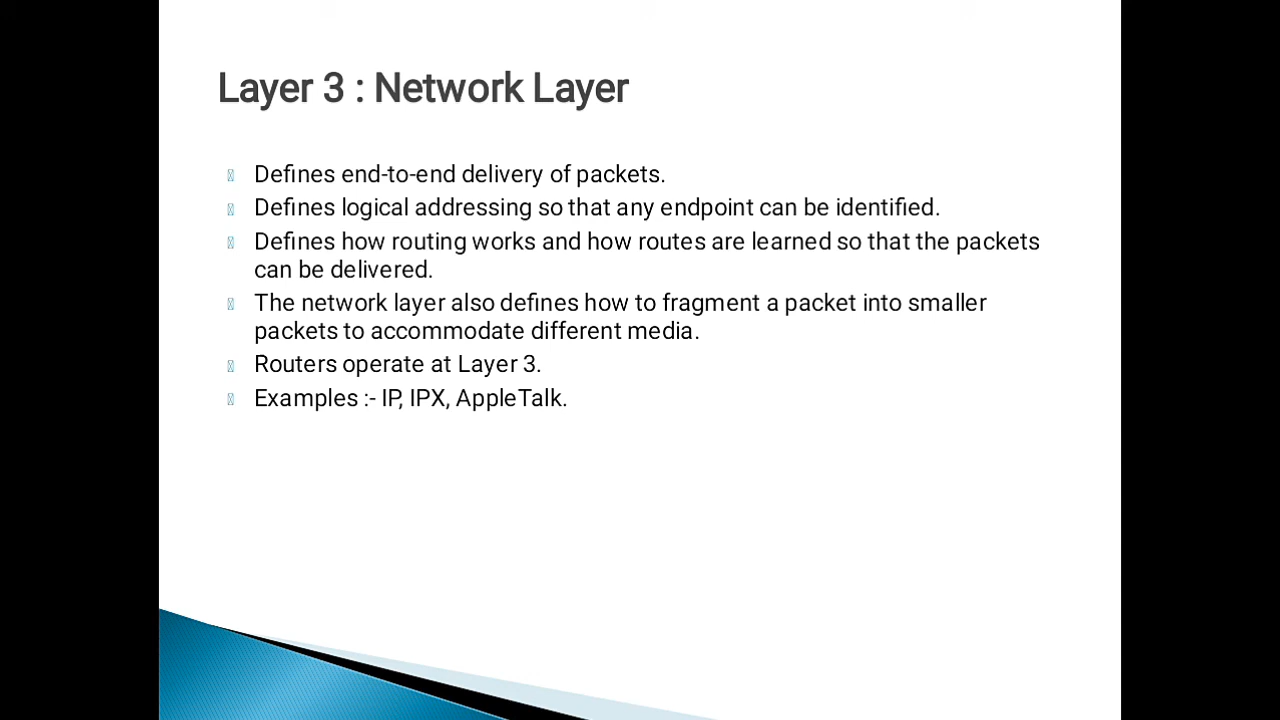 Layer 3 : Network Layer
Defines end-to-end delivery of packets.
Defines logical addressing so that any endpoint can be identified.
Defines how routing works and how routes are learned so that the packets
can be delivered.
The network layer also defines how to fragment a packet into smaller
packets to accommodate different media.
Routers operate at Layer 3.
Examples :- IP, IPX, AppleTalk.